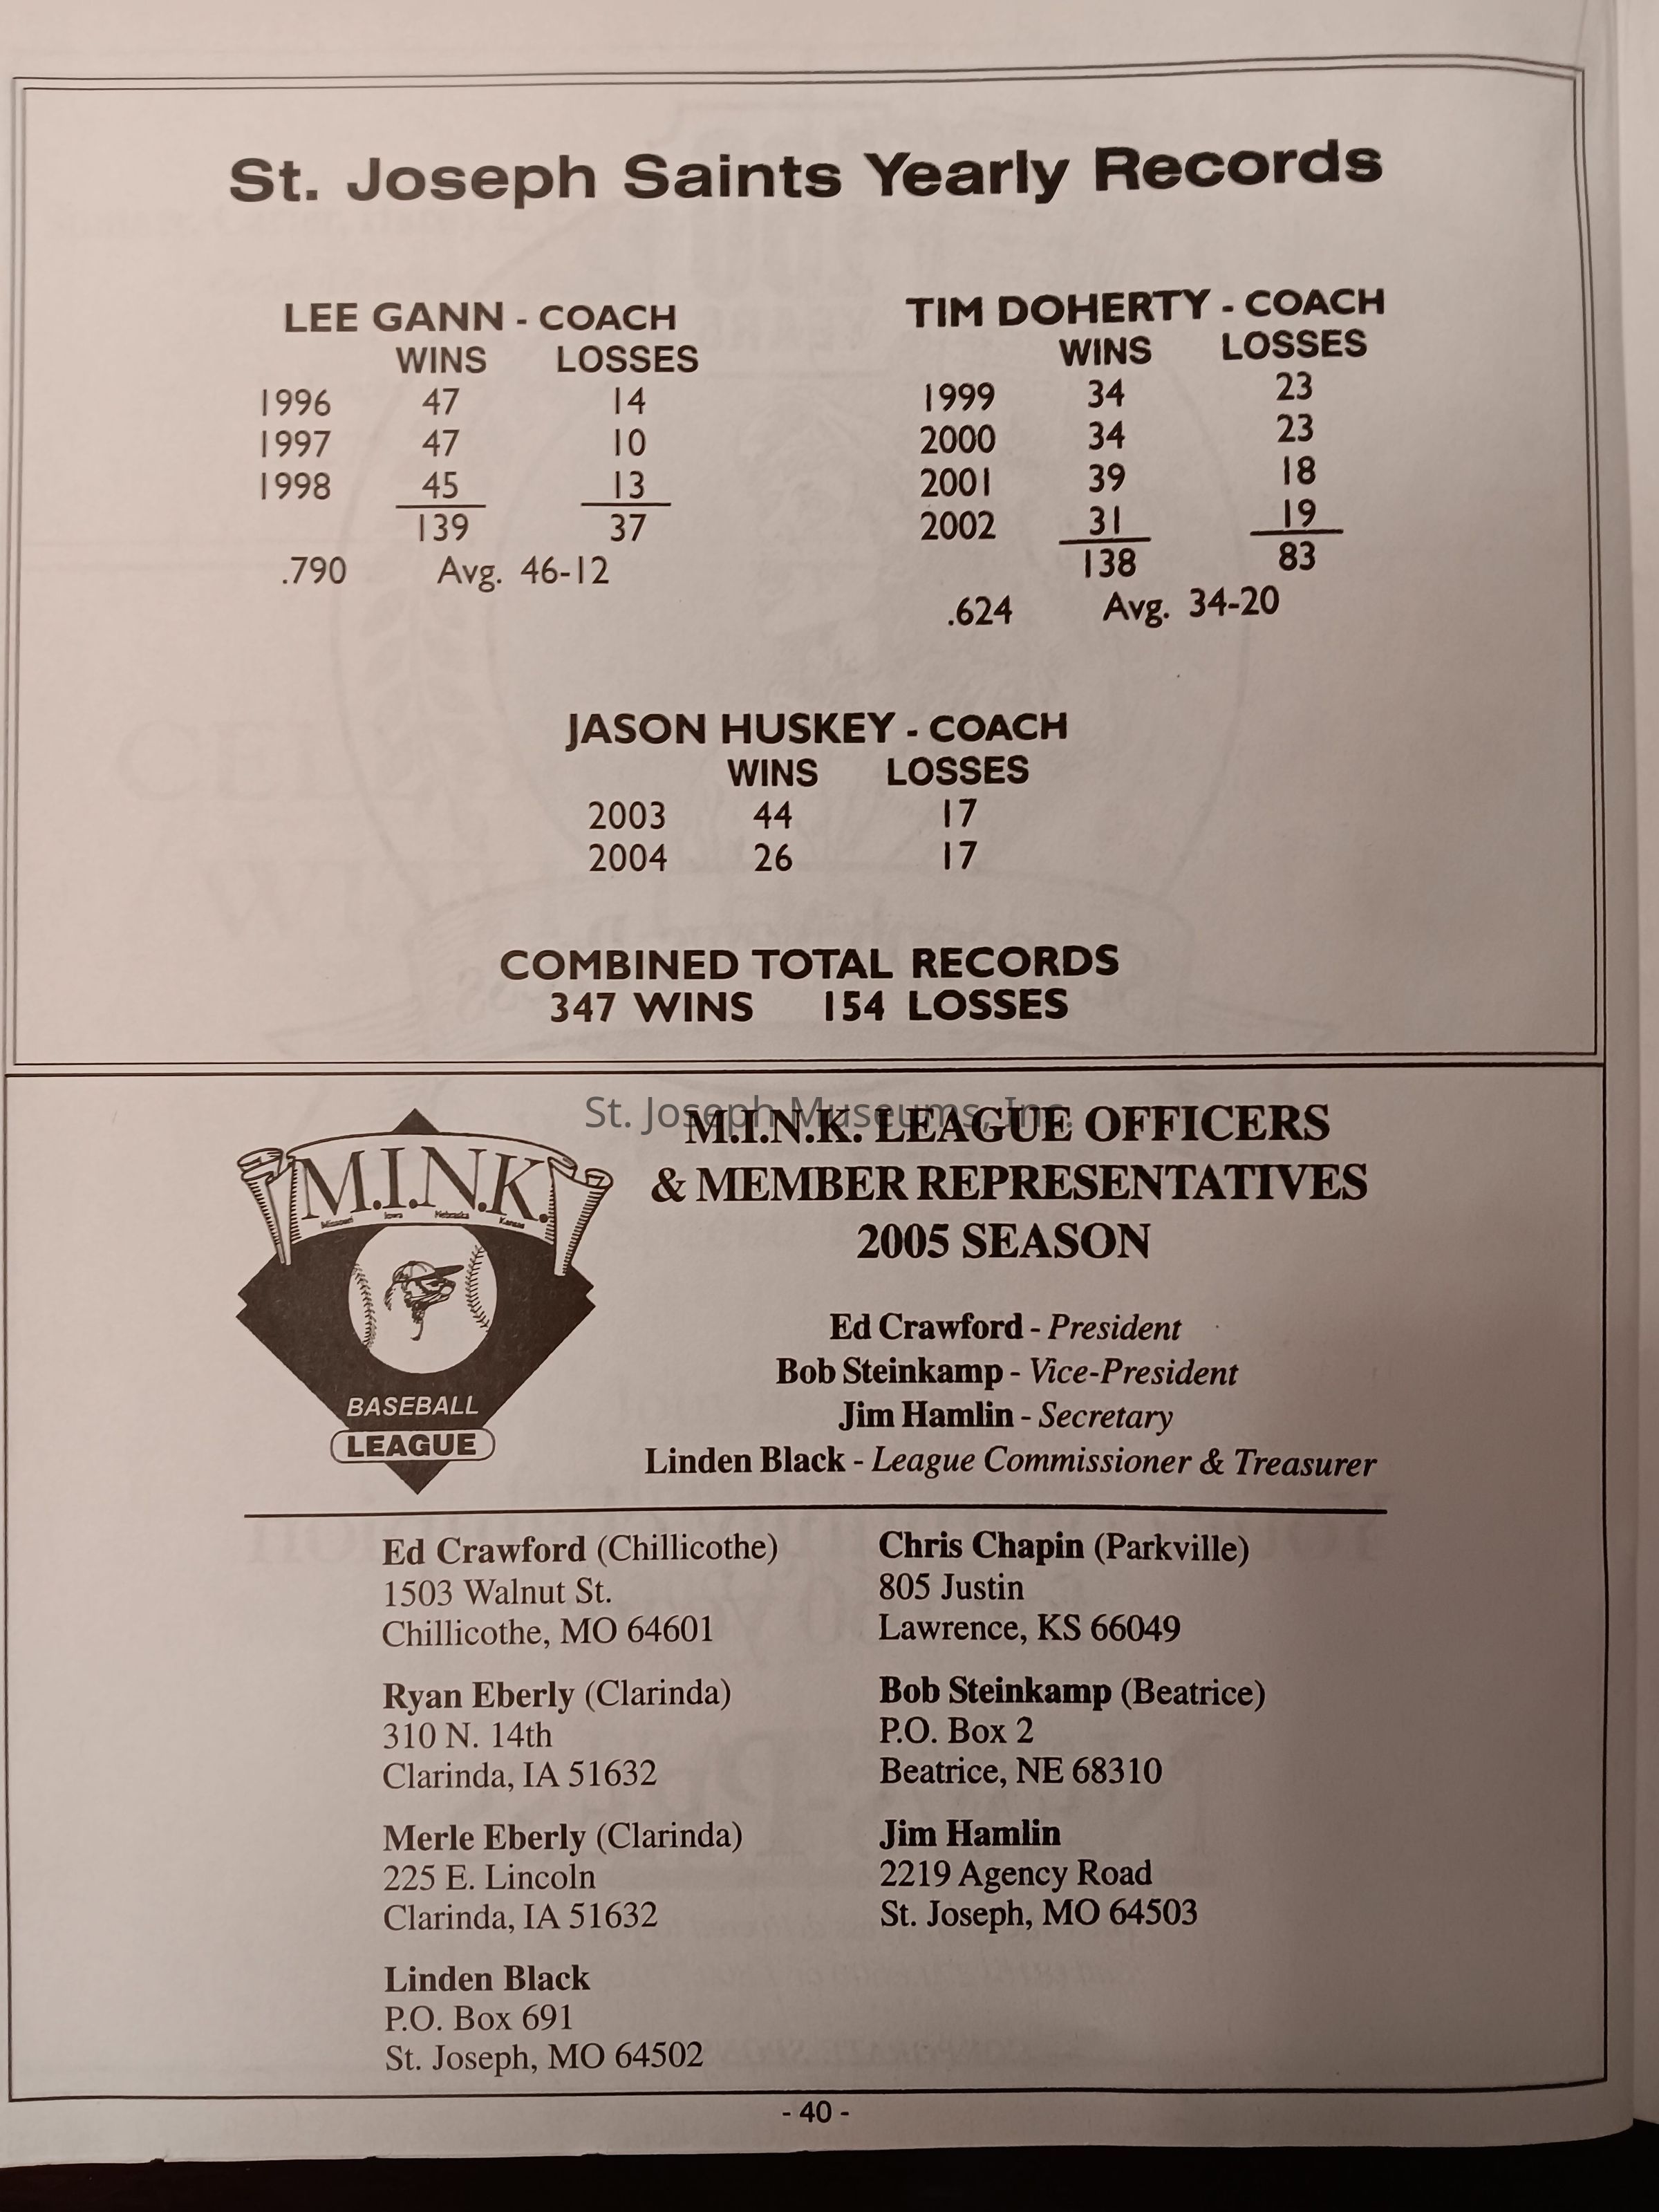 St. Joseph Saints Yearly Records
LEE GANN - COACH
WINS LOSSES
1996 47 14
1997 47 10
1998 45 13
139 37
.790 Avg. 46-12
TIM DOHERTY - COACH
WINS LOSSES
1999 34 23
2000 34 23
2001 39 18
2002 31 19
138 83
.624 Avg. 34-20
JASON HUSKEY - COACH
WINS LOSSES
2003 44 17
2004 26 17
COMBINED TOTAL RECORDS
347 WINS 154 LOSSES
St. Joseph Museums, Inc.
M.I.N.K.
Missouri Iowa Nebraska Kansas
BASEBALL
LEAGUE
M.I.N.K. LEAGUE OFFICERS
& MEMBER REPRESENTATIVES
2005 SEASON
Ed Crawford - President
Bob Steinkamp - Vice-President
Jim Hamlin - Secretary
Linden Black - League Commissioner & Treasurer
Ed Crawford (Chillicothe)
1503 Walnut St.
Chillicothe, MO 64601
Ryan Eberly (Clarinda)
310 N. 14th
Clarinda, IA 51632
Merle Eberly (Clarinda)
225 E. Lincoln
Clarinda, IA 51632
Linden Black
P.O. Box 691
St. Joseph, MO 64502
Chris Chapin (Parkville)
805 Justin
Lawrence, KS 66049
Bob Steinkamp (Beatrice)
P.O. Box 2
Beatrice, NE 68310
Jim Hamlin
2219 Agency Road
St. Joseph, MO 64503
- 40 -